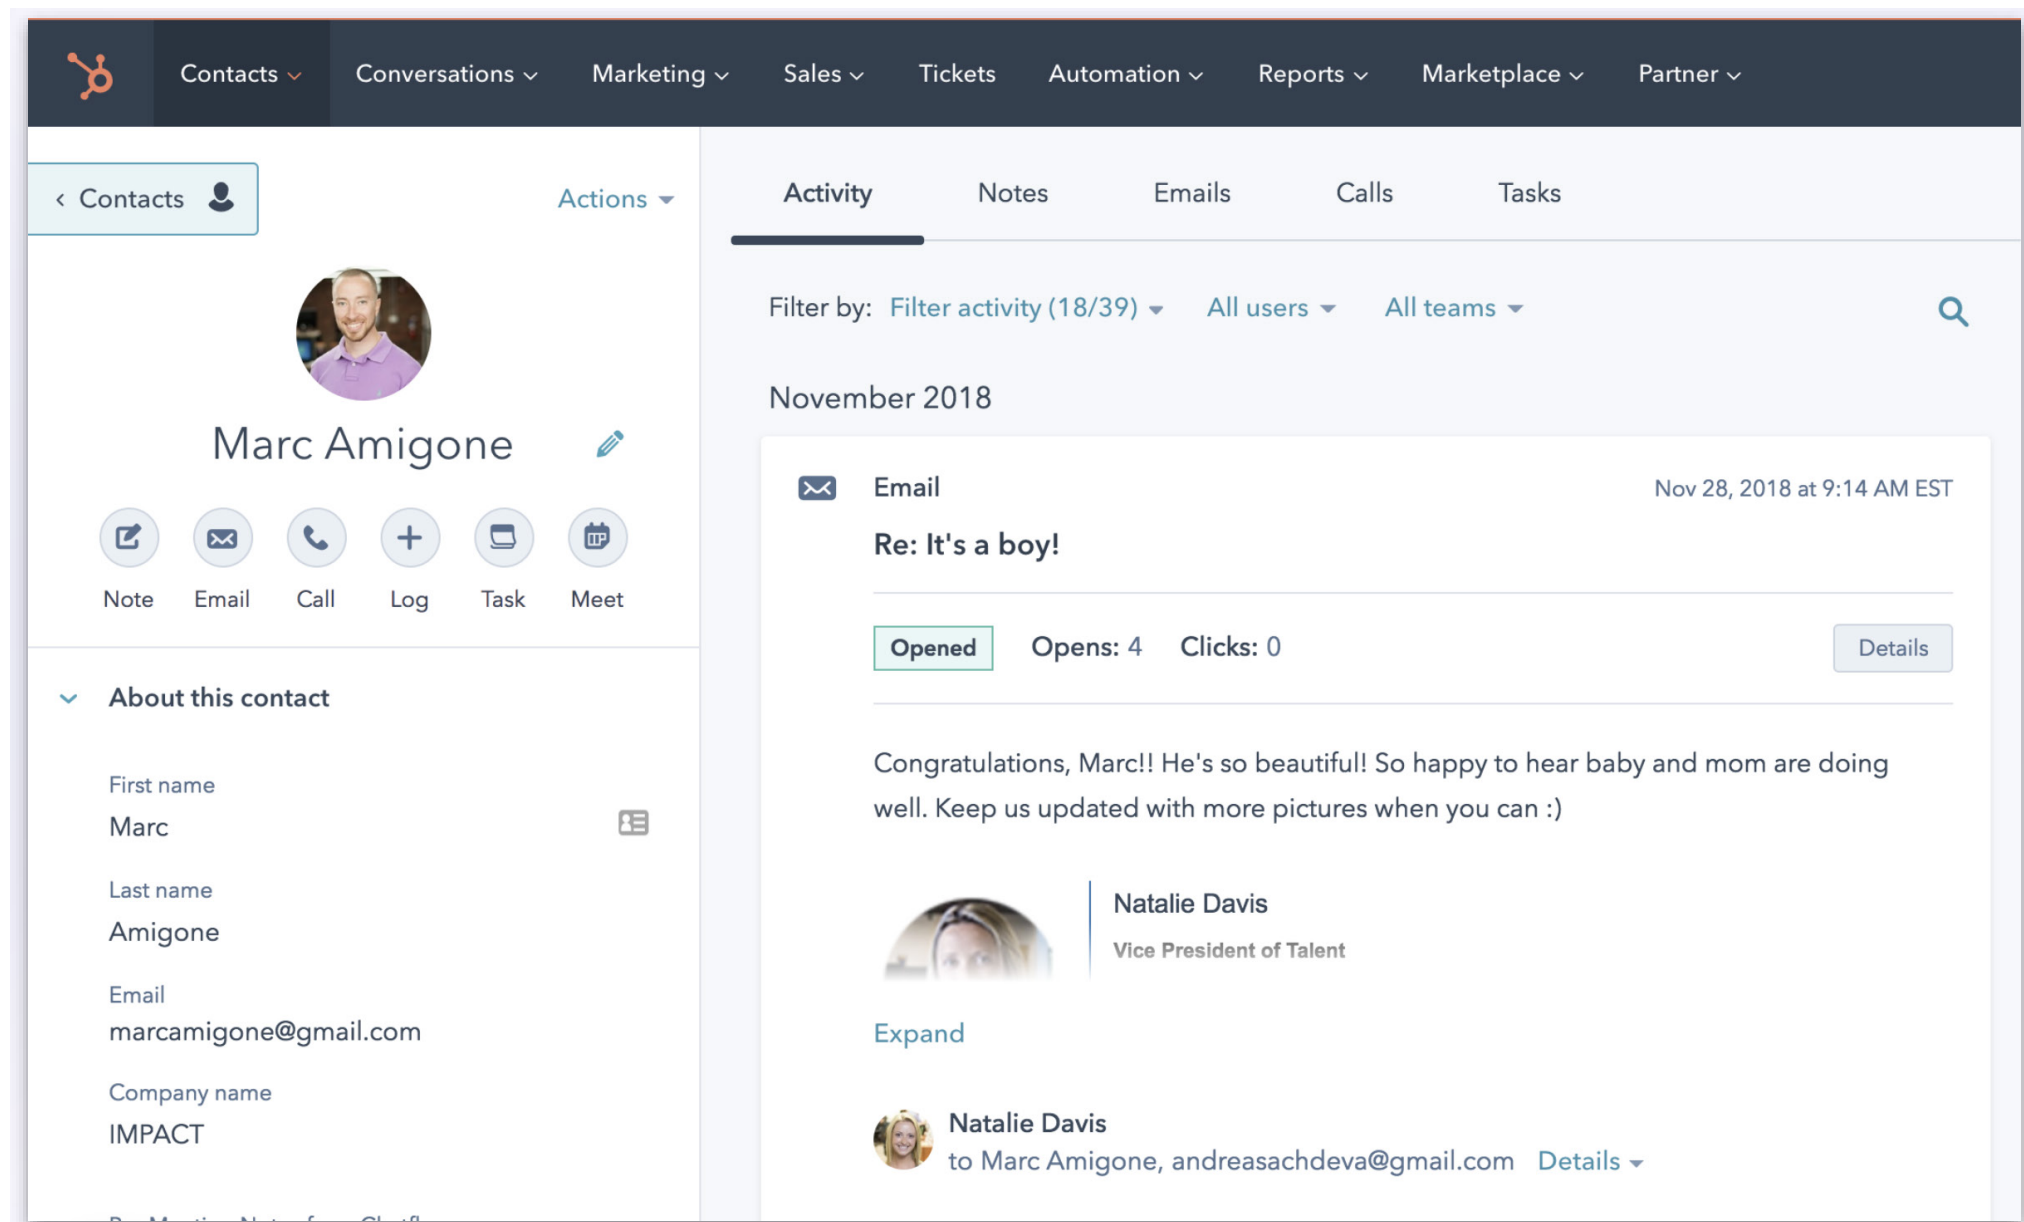 Contacts Conversations Marketing Sales Tickets Automation Reports Marketplace Partner
Contacts
Actions
Marc Amigone
Note Email Call Log Task Meet
About this contact
First name
Marc
Last name
Amigone
Email
marcamigone@gmail.com
Company name
IMPACT
Activity Notes Emails Calls Tasks
Filter by: Filter activity (18/39) All users All teams
November 2018
Email Nov 28, 2018 at 9:14 AM EST
Re: It's a boy!
Opened Opens: 4 Clicks: 0 Details
Congratulations, Marc!! He's so beautiful! So happy to hear baby and mom are doing
well. Keep us updated with more pictures when you can :)
Natalie Davis
Vice President of Talent
Expand
Natalie Davis
to Marc Amigone, andreasachdeva@gmail.com Details